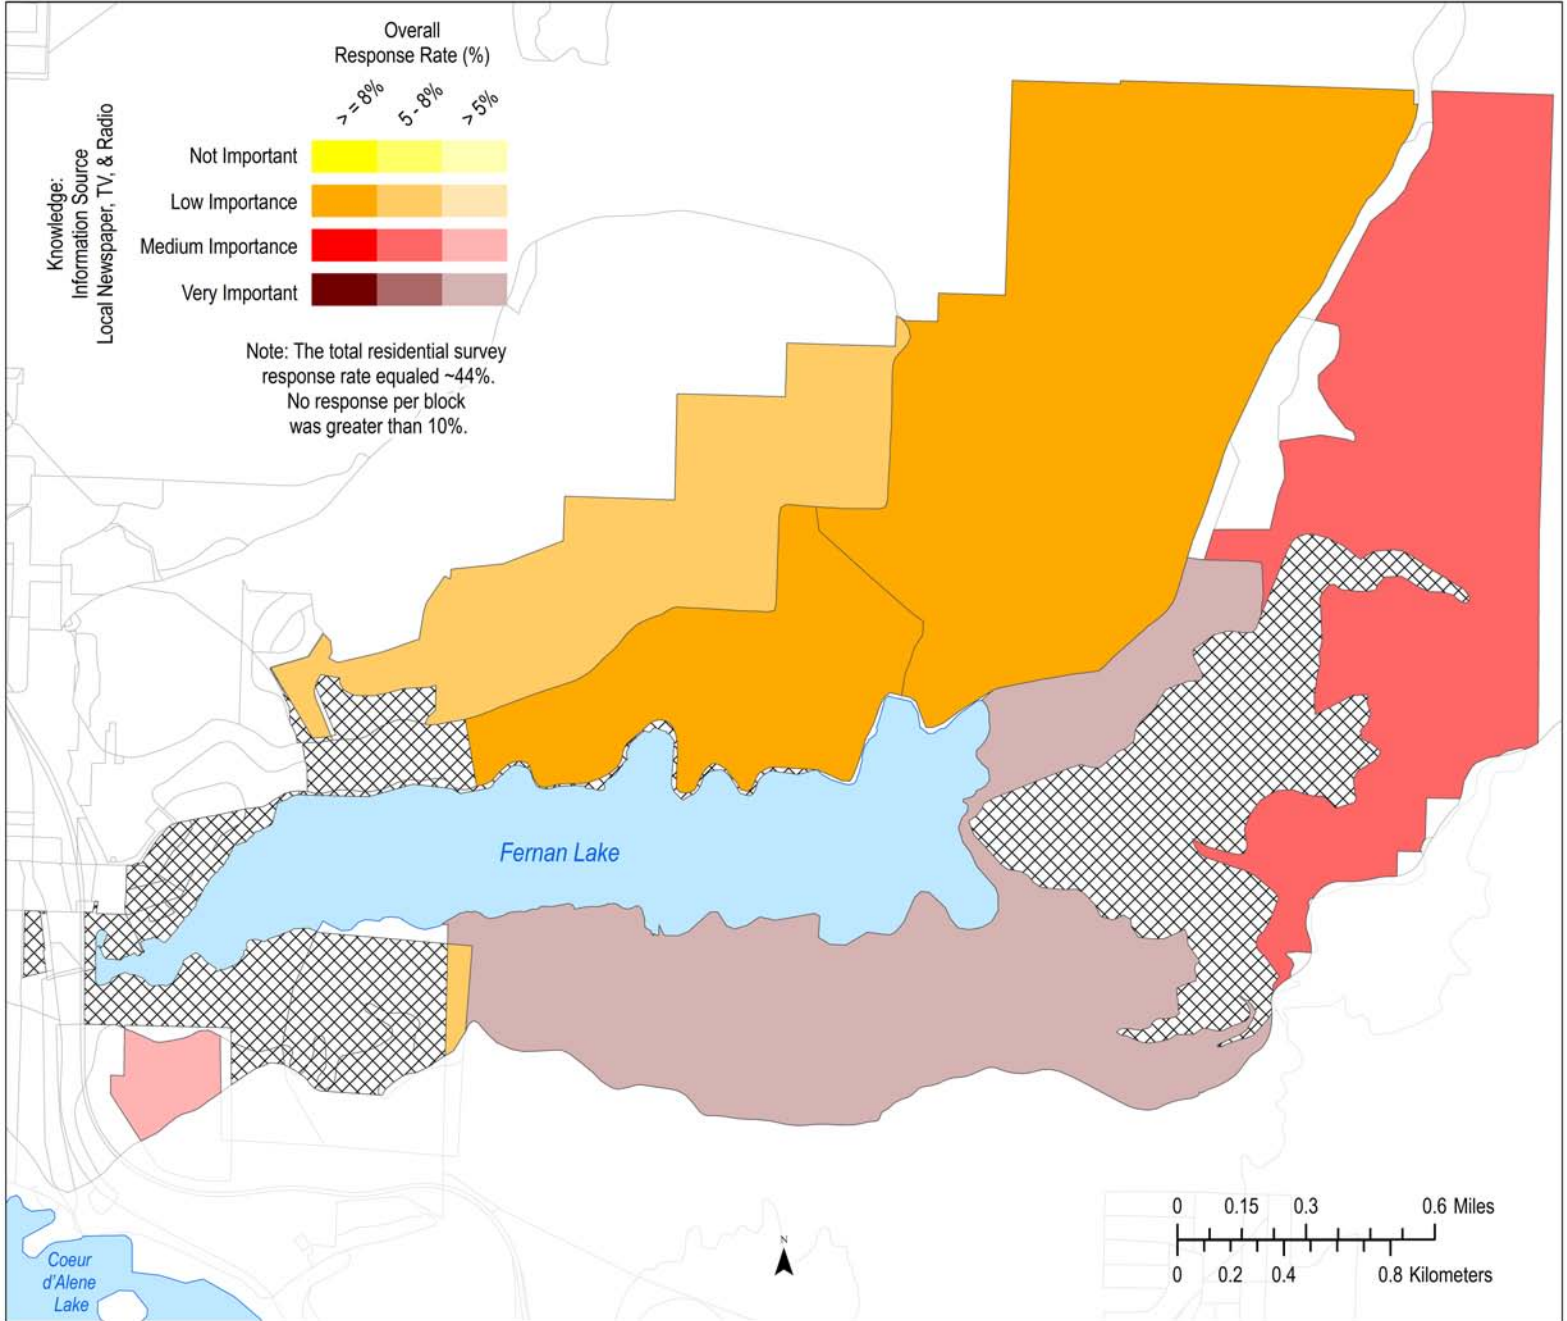 Overall
Response Rate (%)
> = 8%
5 - 8%
> 5%
Knowledge:
Information Source
Local Newspaper, TV, & Radio
Not Important
Low Importance
Medium Importance
Very Important
Note: The total residential survey
response rate equaled ~44%.
No response per block
was greater than 10%.
Fernan Lake
Coeur
d'Alene
Lake
N
0 0.15 0.3 0.6 Miles
0 0.2 0.4 0.8 Kilometers